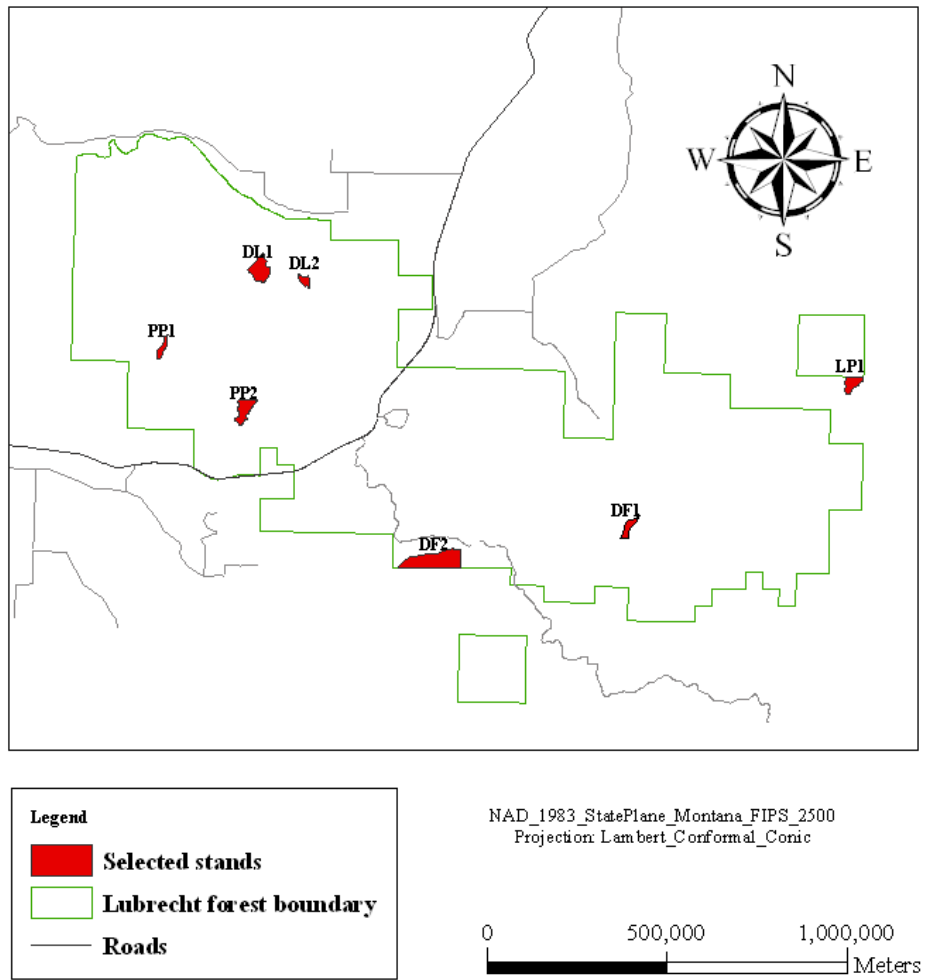 N
W E
S
DL1
DL2
PP1
LP1
PP2
DF1
DF2
Legend
Selected stands
Lubrecht forest boundary
Roads
NAD_1983_StatePlane_Montana_FIPS_2500
Projection: Lambert_Conformal_Conic
0 500,000 1,000,000
Meters